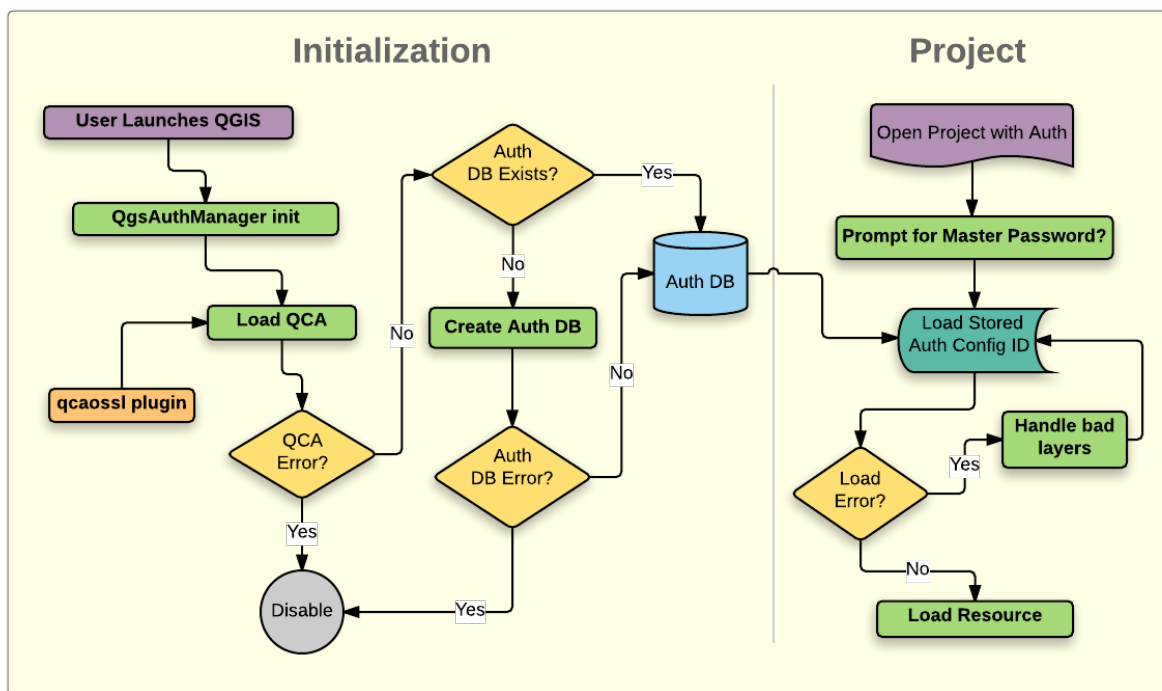 Initialization
User Launches QGIS
QgsAuthManager init
Load QCA
qcaossl plugin
QCA
Error?
No
Yes
Disable
Auth
DB Exists?
Yes
No
Create Auth DB
Auth
DB Error?
No
Yes
Auth DB
Project
Open Project with Auth
Prompt for Master Password?
Load Stored
Auth Config ID
Handle bad
layers
Load
Error?
Yes
No
Load Resource